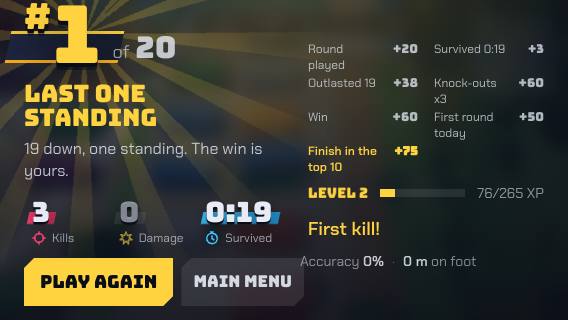 #1 of 20
LAST ONE
STANDING
19 down, one standing. The win is
yours.
3 0 0:19
Kills Damage Survived
PLAY AGAIN MAIN MENU
Round played +20 Survived 0:19 +3
Outlasted 19 +38 Knock-outs x3 +60
Win +60 First round today +50
Finish in the top 10 +75
LEVEL 2 76/265 XP
First kill!
Accuracy 0% · 0 m on foot